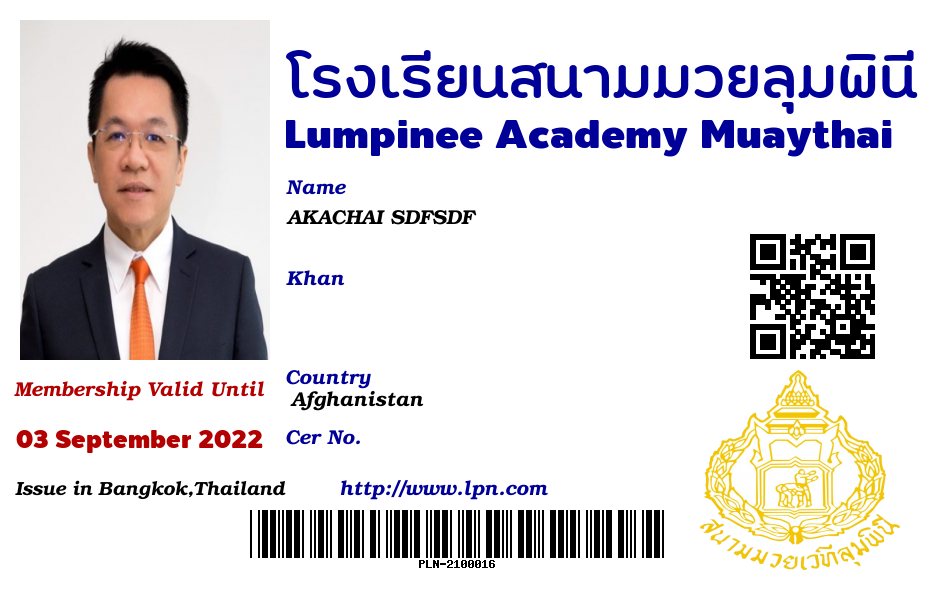 โรงเรียนสนามมวยลุมพินี
Lumpinee Academy Muaythai
Name
AKACHAI SDFSDF
Khan
Country
Afghanistan
Membership Valid Until
03 September 2022
Cer No.
Issue in Bangkok,Thailand
http://www.lpn.com
PLN-2100016
สนามมวยเวทีลุมพินี